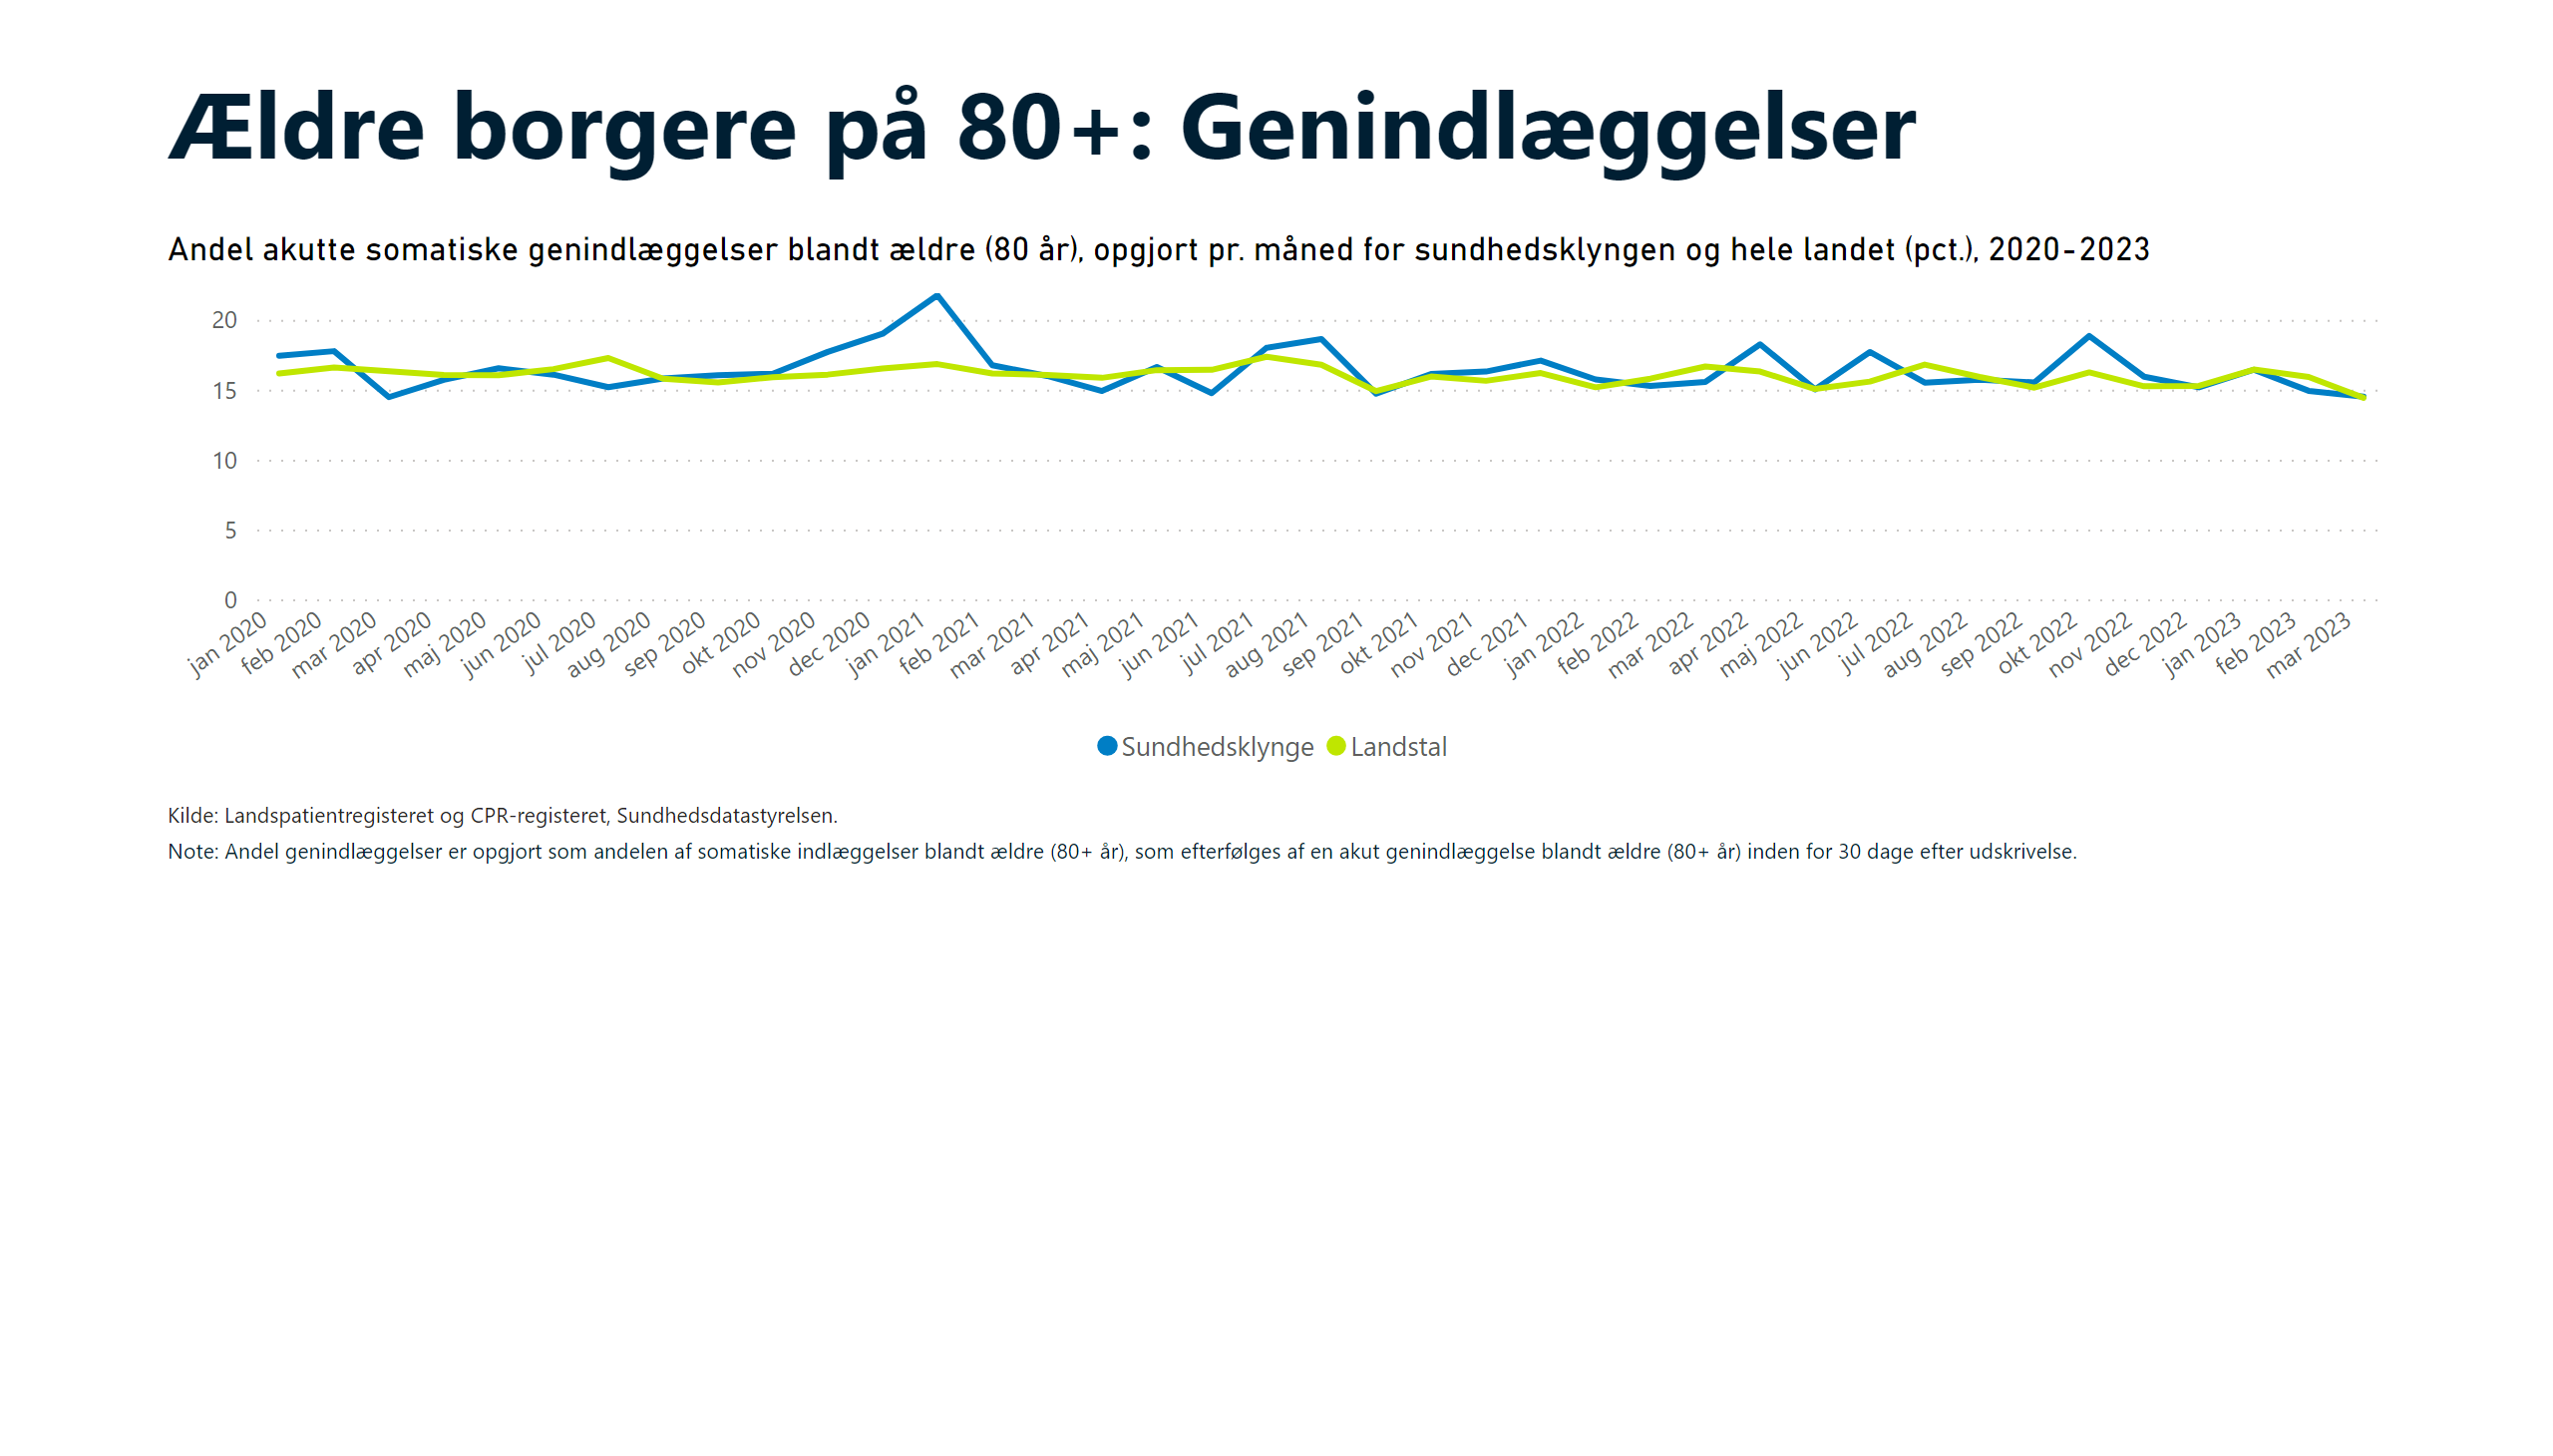 Ældre borgere på 80+: Genindlæggelser
Andel akutte somatiske genindlæggelser blandt ældre (80 år), opgjort pr. måned for sundhedsklyngen og hele landet (pct.), 2020-2023
20
15
10
5
0
jan 2020
feb 2020
mar 2020
apr 2020
maj 2020
jun 2020
jul 2020
aug 2020
sep 2020
okt 2020
nov 2020
dec 2020
jan 2021
feb 2021
mar 2021
apr 2021
maj 2021
jun 2021
jul 2021
aug 2021
sep 2021
okt 2021
nov 2021
dec 2021
jan 2022
feb 2022
mar 2022
apr 2022
maj 2022
jun 2022
jul 2022
aug 2022
sep 2022
okt 2022
nov 2022
dec 2022
jan 2023
feb 2023
mar 2023
Sundhedsklynge Landstal
Kilde: Landspatientregisteret og CPR-registeret, Sundhedsdatastyrelsen.
Note: Andel genindlæggelser er opgjort som andelen af somatiske indlæggelser blandt ældre (80+ år), som efterfølges af en akut genindlæggelse blandt ældre (80+ år) inden for 30 dage efter udskrivelse.